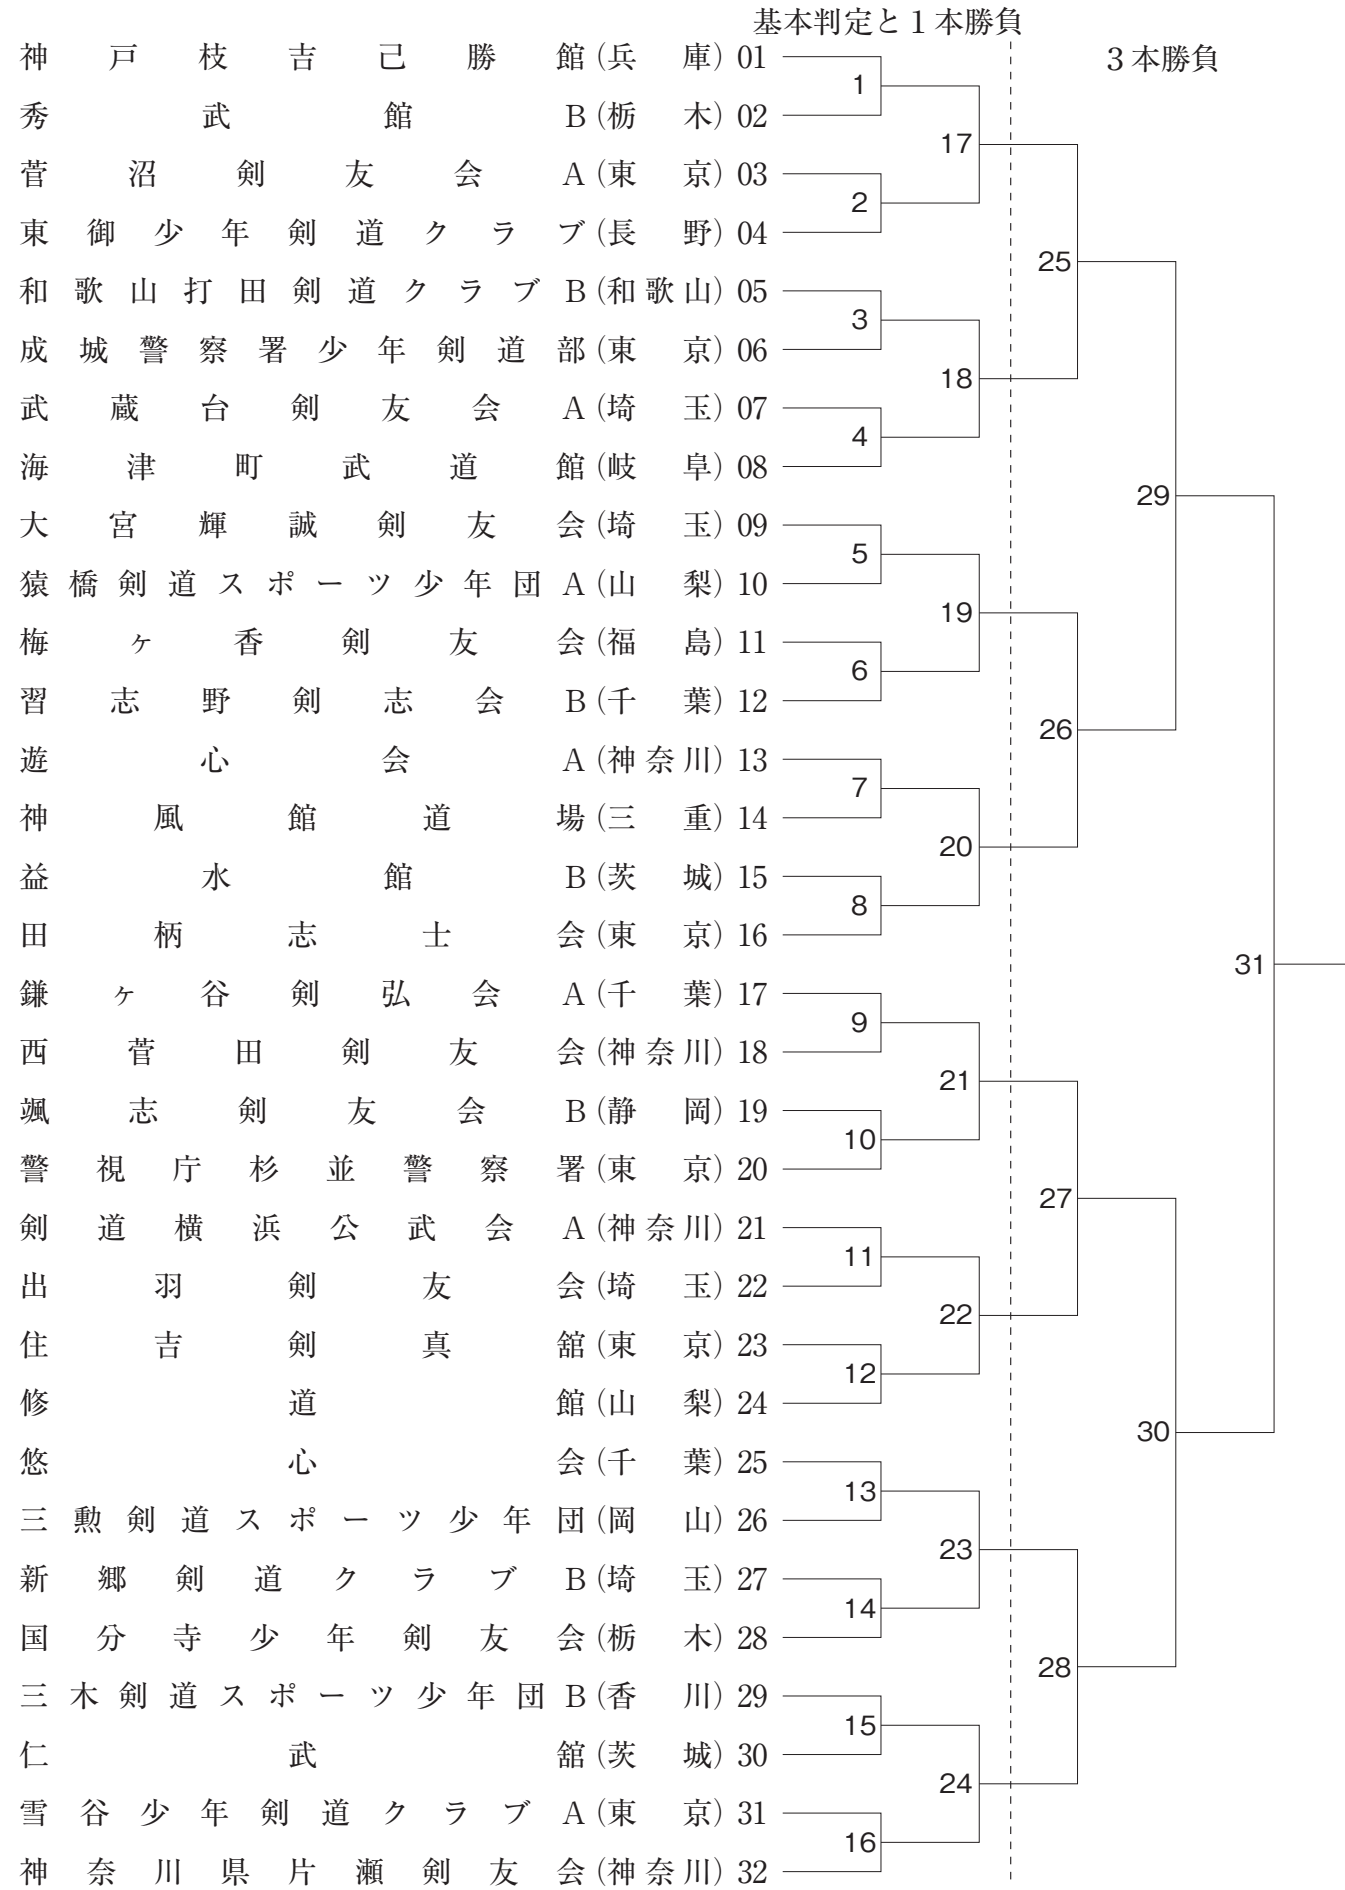 基本判定と１本勝負
３本勝負
神戸枝吉己勝館(兵庫) 01
秀武館B(栃木) 02
菅沼剣友会A(東京) 03
東御少年剣道クラブ(長野) 04
和歌山打田剣道クラブB(和歌山) 05
成城警察署少年剣道部(東京) 06
武蔵台剣友会A(埼玉) 07
海津町武道館(岐阜) 08
大宮輝誠剣友会(埼玉) 09
猿橋剣道スポーツ少年団A(山梨) 10
梅ヶ香剣友会(福島) 11
習志野剣志会B(千葉) 12
遊心会A(神奈川) 13
神風館道場(三重) 14
益水館B(茨城) 15
田柄志士会(東京) 16
鎌ヶ谷剣弘会A(千葉) 17
西菅田剣友会(神奈川) 18
颯志剣友会B(静岡) 19
警視庁杉並警察署(東京) 20
剣道横浜公武会A(神奈川) 21
出羽剣友会(埼玉) 22
住吉剣真舘(東京) 23
修道館(山梨) 24
悠心会(千葉) 25
三勲剣道スポーツ少年団(岡山) 26
新郷剣道クラブB(埼玉) 27
国分寺少年剣友会(栃木) 28
三木剣道スポーツ少年団B(香川) 29
仁武舘(茨城) 30
雪谷少年剣道クラブA(東京) 31
神奈川県片瀬剣友会(神奈川) 32
1
2
3
4
5
6
7
8
9
10
11
12
13
14
15
16
17
18
19
20
21
22
23
24
25
26
27
28
29
30
31